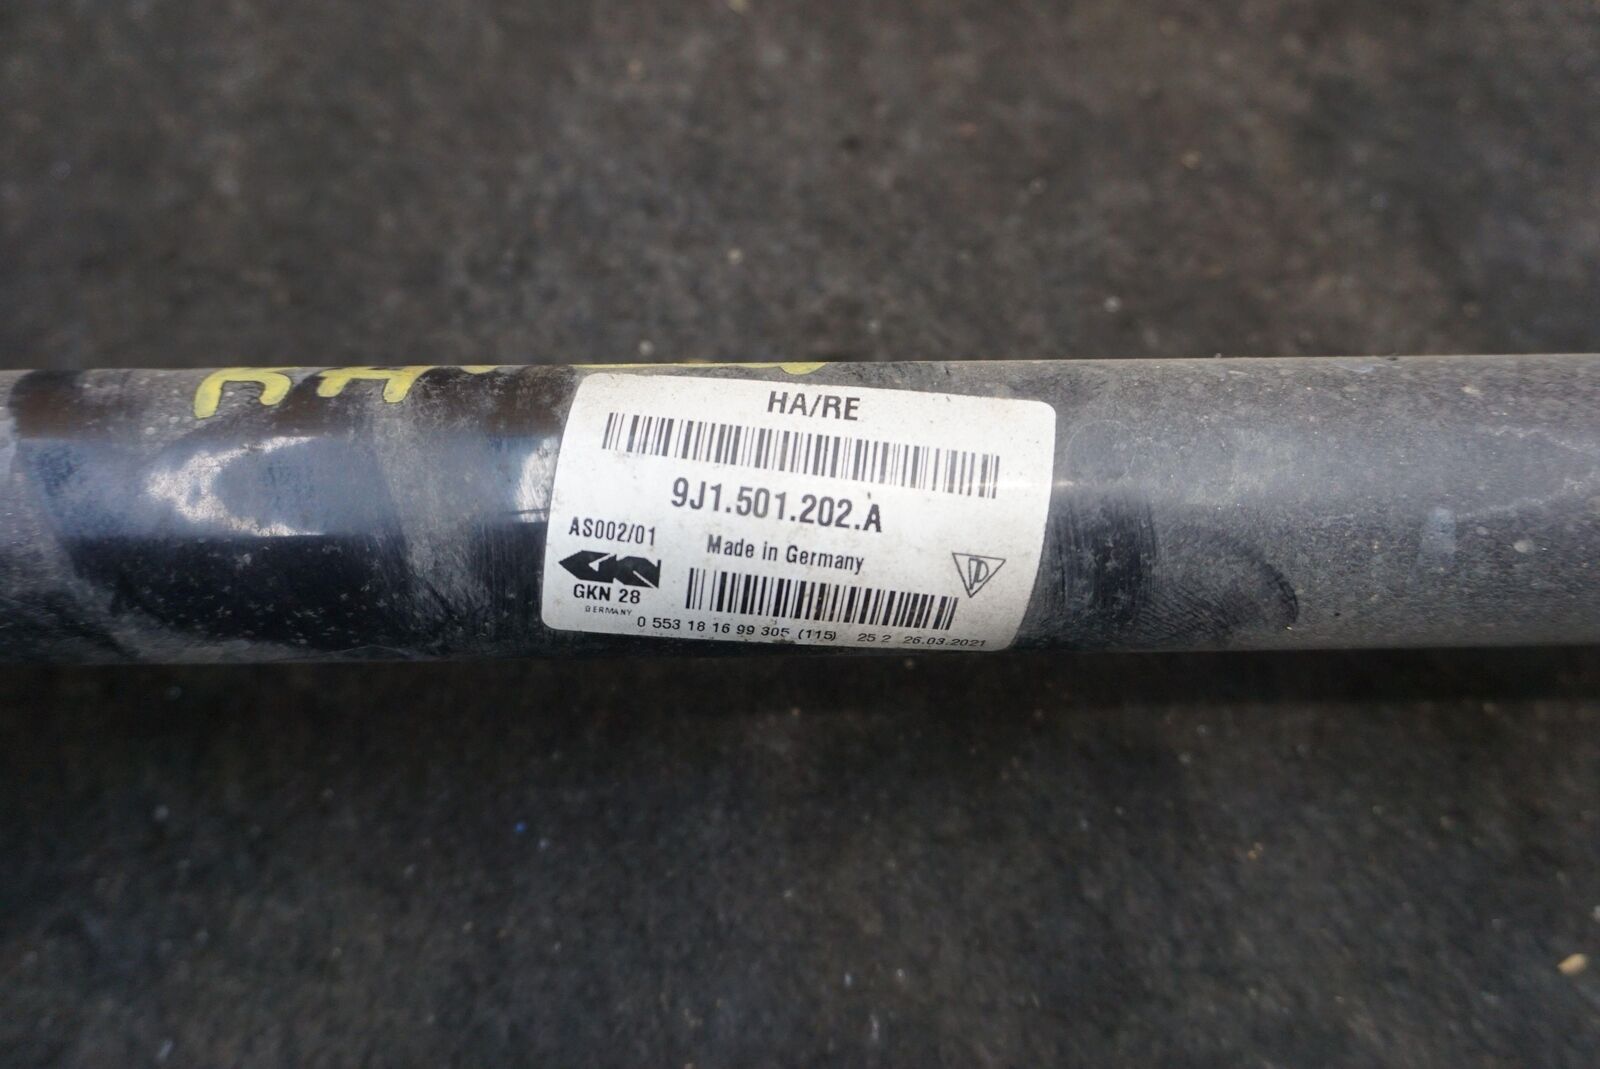 HA/RE
9J1.501.202.A
AS002/01
Made in Germany
GKN 28
GERMANY
0 553 18 16 99 305 (115) 25 2 26.03.2021